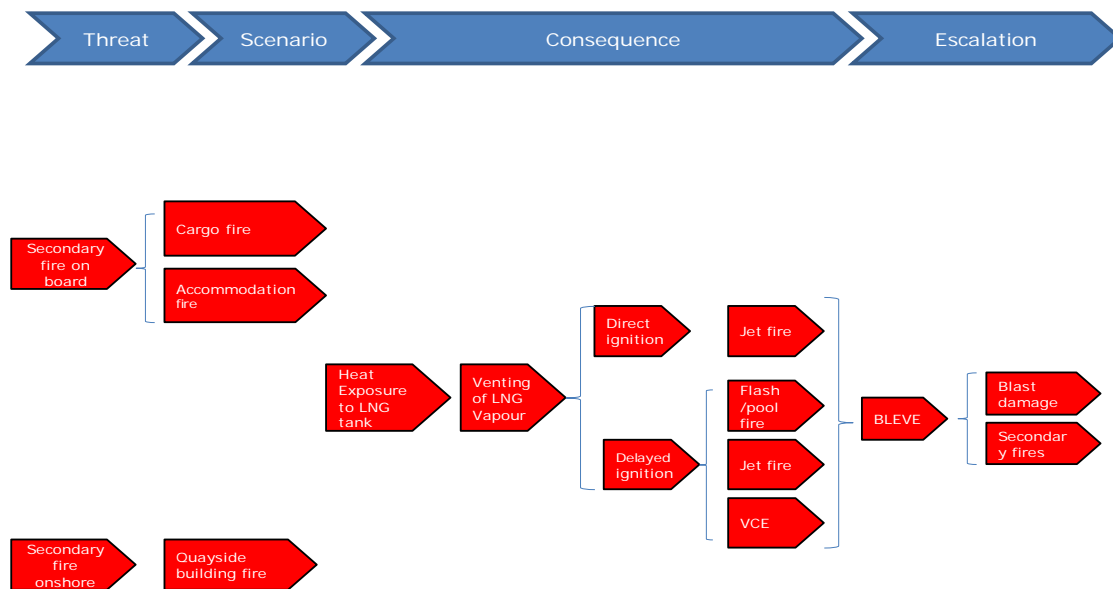 Threat
Scenario
Consequence
Escalation
Cargo fire
Secondary
fire on
board
Accommodation
fire
Direct
ignition
Jet fire
Heat
Exposure
to LNG
tank
Venting
of LNG
Vapour
Flash
/pool
fire
BLEVE
Blast
damage
Secondar
y fires
Delayed
ignition
Jet fire
VCE
Secondary
fire
onshore
Quayside
building fire